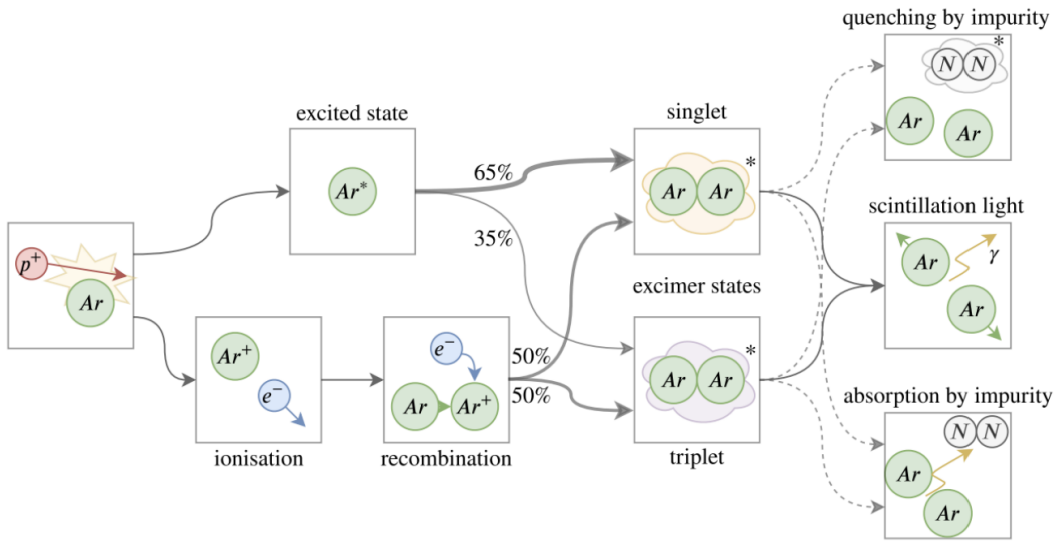 quenching by impurity
N N *
Ar
Ar
excited state
Ar*
singlet
Ar Ar *
65%
35%
scintillation light
Ar
γ
Ar
p⁺
Ar
excimer states
Ar⁺
e⁻
ionisation
e⁻
Ar Ar⁺
recombination
50%
50%
Ar Ar *
triplet
absorption by impurity
N N
Ar
Ar